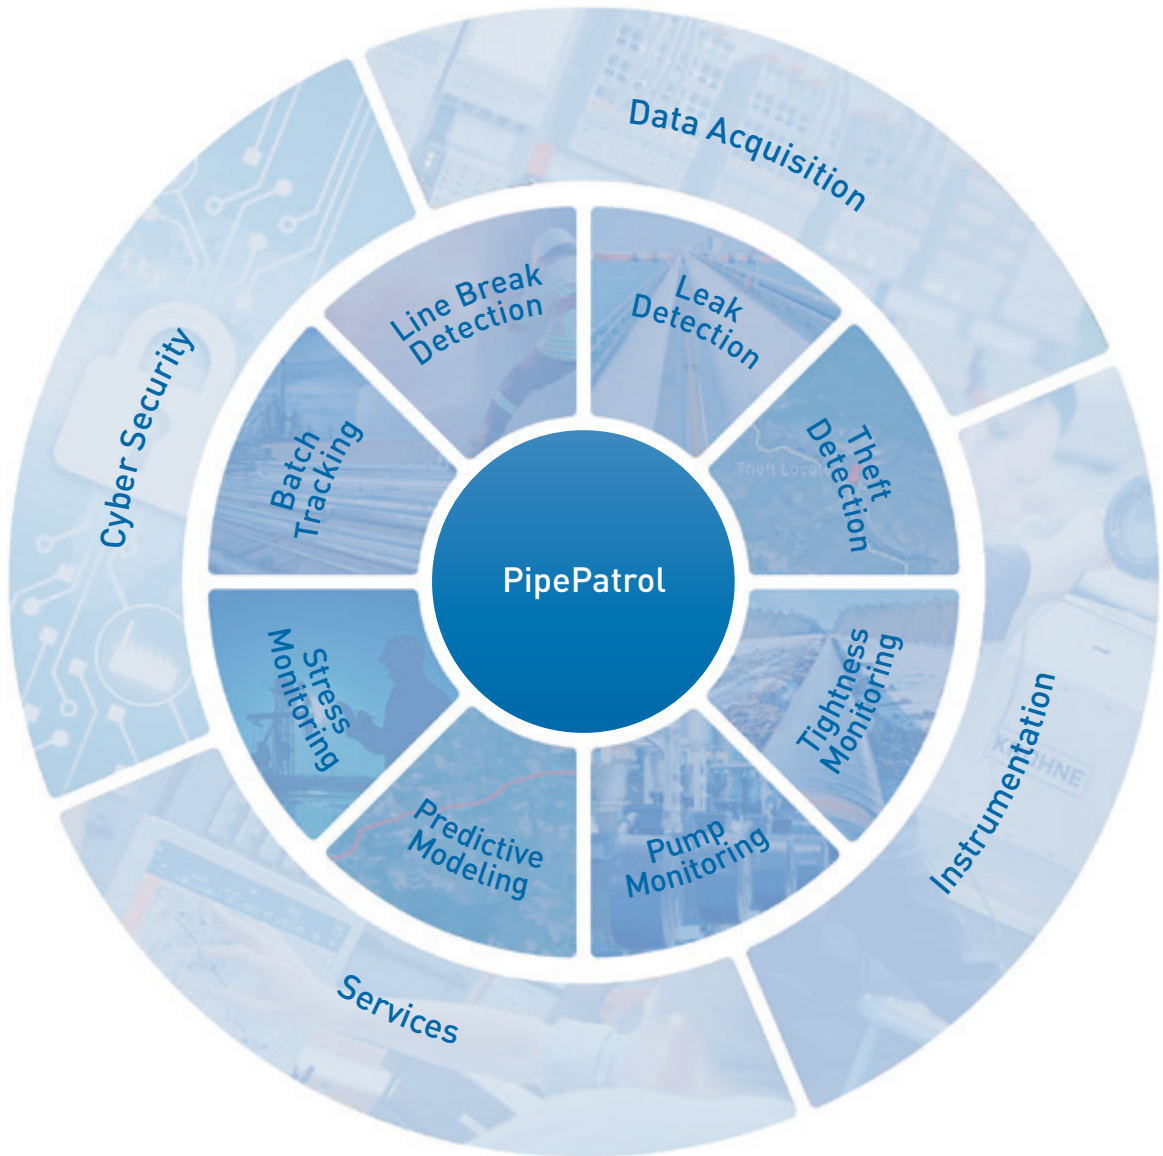 Data Acquisition
Line Break
Detection
Leak
Detection
Cyber Security
Batch
Tracking
Theft
Detection
PipePatrol
Stress
Monitoring
Tightness
Monitoring
Instrumentation
Predictive
Modeling
Pump
Monitoring
Services